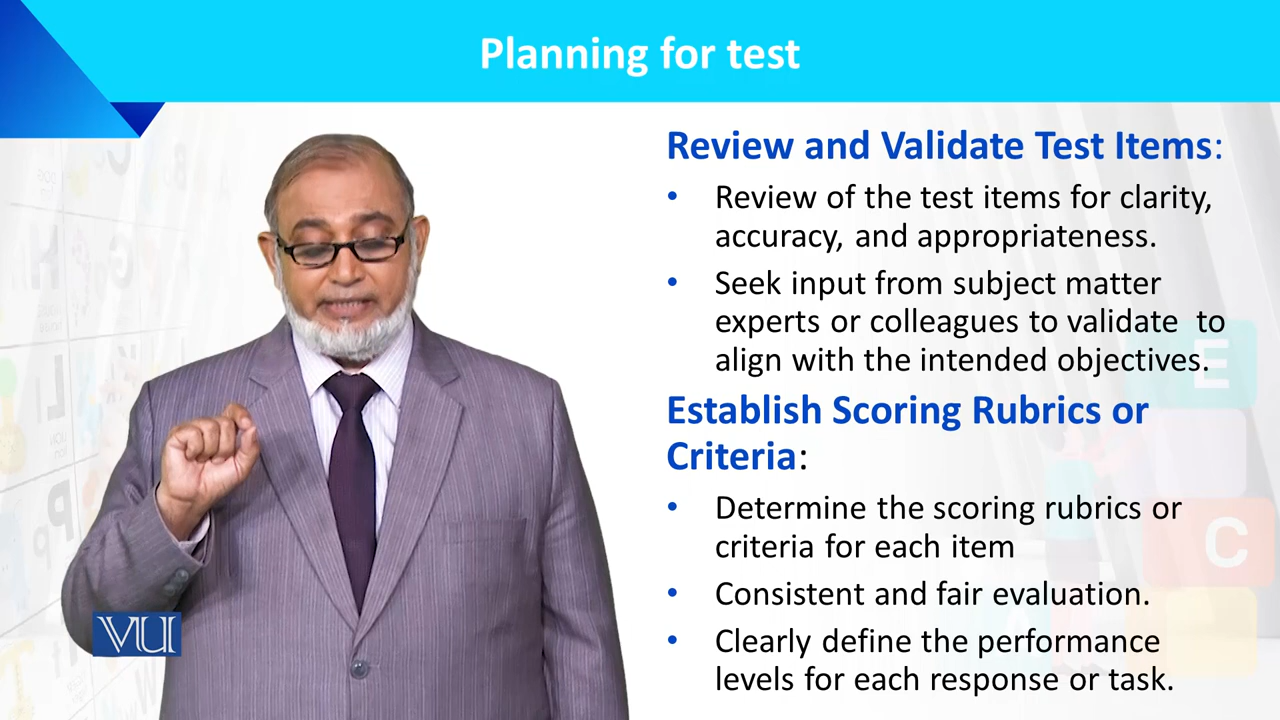 Planning for test
Review and Validate Test Items:
• Review of the test items for clarity,
accuracy, and appropriateness.
• Seek input from subject matter
experts or colleagues to validate  to
align with the intended objectives.
Establish Scoring Rubrics or
Criteria:
• Determine the scoring rubrics or
criteria for each item
• Consistent and fair evaluation.
• Clearly define the performance
levels for each response or task.
VU
E
C